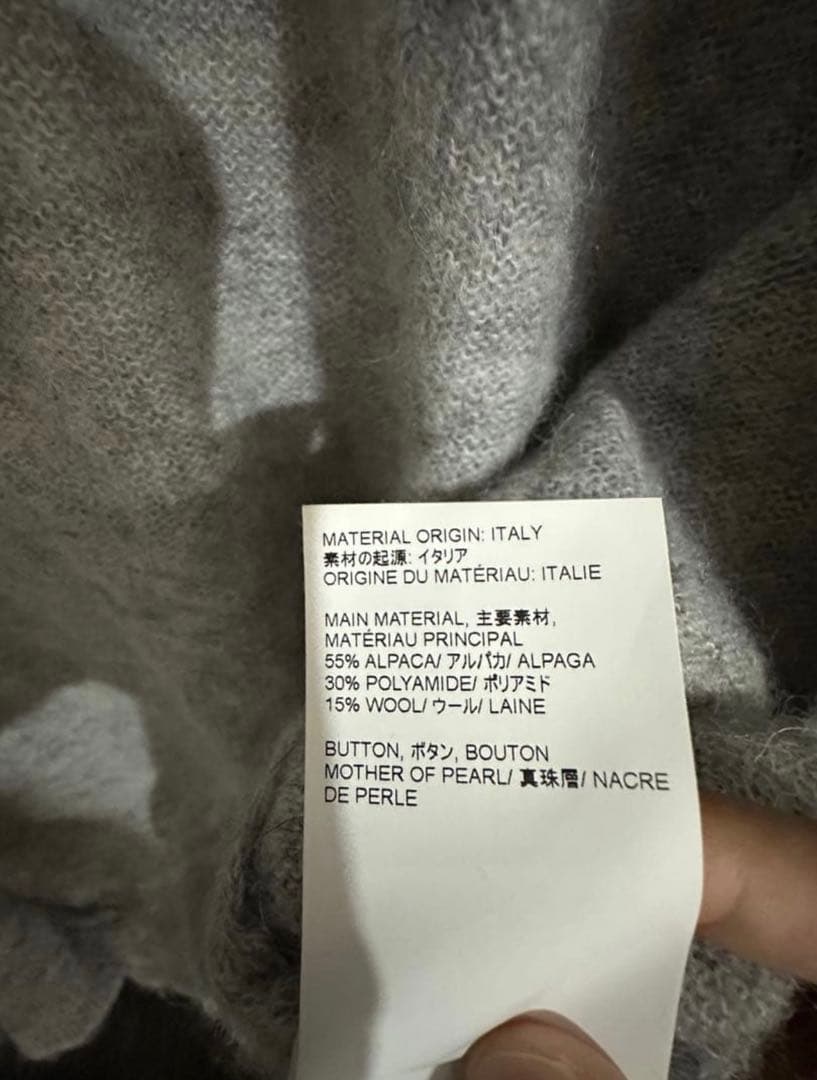 MATERIAL ORIGIN: ITALY
素材の起源: イタリア
ORIGINE DU MATÉRIAU: ITALIE
MAIN MATERIAL, 主要素材,
MATÉRIAU PRINCIPAL
55% ALPACA/ アルパカ/ ALPAGA
30% POLYAMIDE/ ポリアミド
15% WOOL/ ウール/ LAINE
BUTTON, ボタン, BOUTON
MOTHER OF PEARL/ 真珠層/ NACRE
DE PERLE